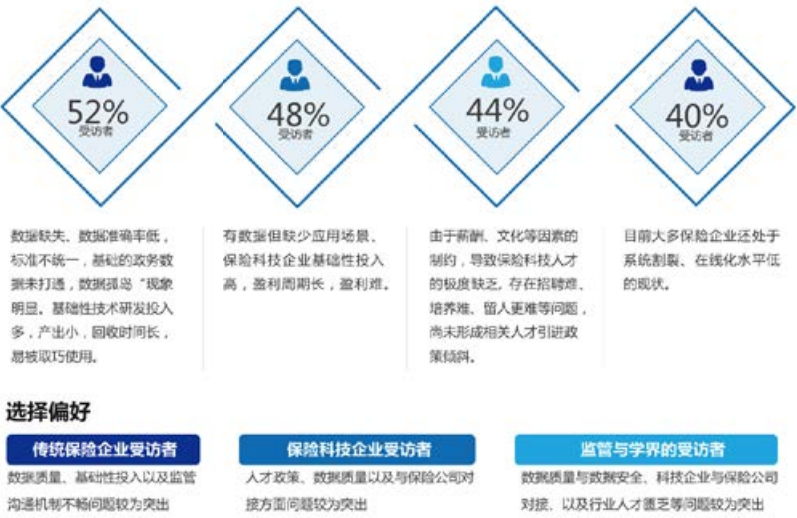 52%
受访者
48%
受访者
44%
受访者
40%
受访者
数据缺失、数据准确率低，
标准不统一，基础的政务数
据未打通，数据孤岛“现象
明显。基础性技术研发投入
多，产出小，回收时间长，
易被取巧使用。
有数据但缺少应用场景、
保险科技企业基础性投入
高，盈利周期长，盈利难。
由于薪酬、文化等因素的
制约，导致保险科技人才
的极度缺乏，存在招聘难、
培养难、留人更难等问题，
尚未形成相关人才引进政
策倾斜。
目前大多保险企业还处于
系统割裂、在线化水平低
的现状。
选择偏好
传统保险企业受访者
数据质量、基础性投入以及监管
沟通机制不畅问题较为突出
保险科技企业受访者
人才政策、数据质量以及与保险公司对
接方面问题较为突出
监管与学界的受访者
数据质量与数据安全、科技企业与保险公司
对接、以及行业人才匮乏等问题较为突出